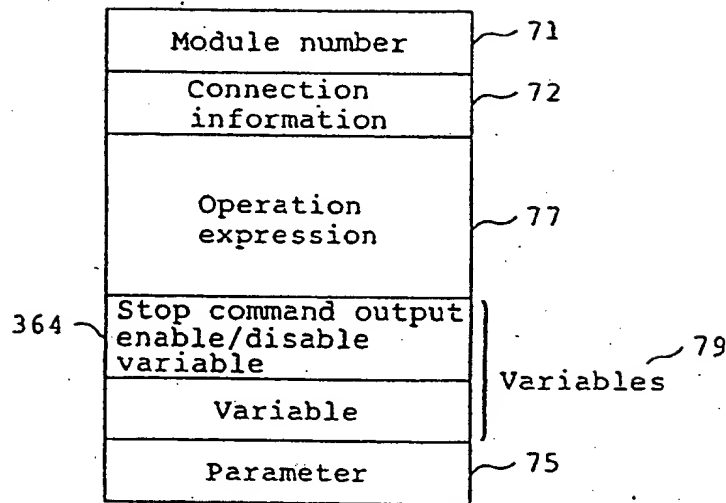 Module number 71
Connection
information 72
Operation
expression 77
364 Stop command output
enable/disable
variable
Variables 79
Variable
Parameter 75